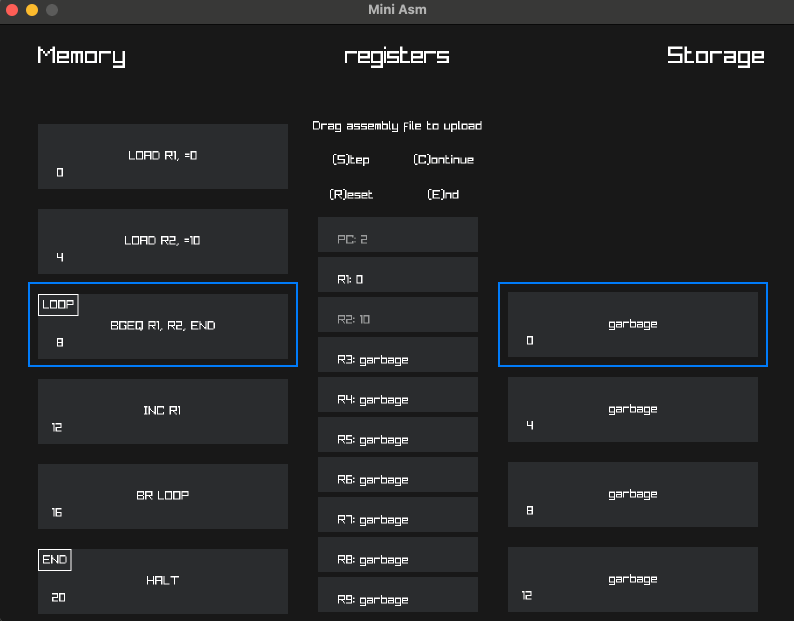 Mini Asm
Memory
registers
Storage
Drag assembly file to upload
(S)tep
(C)ontinue
(R)eset
(E)nd
LOAD R1, =0
0
LOAD R2, =10
4
LOOP
BGEQ R1, R2, END
8
INC R1
12
BR LOOP
16
END
HALT
20
PC: 2
R1: 0
R2: 10
R3: garbage
R4: garbage
R5: garbage
R6: garbage
R7: garbage
R8: garbage
R9: garbage
garbage
0
garbage
4
garbage
8
garbage
12